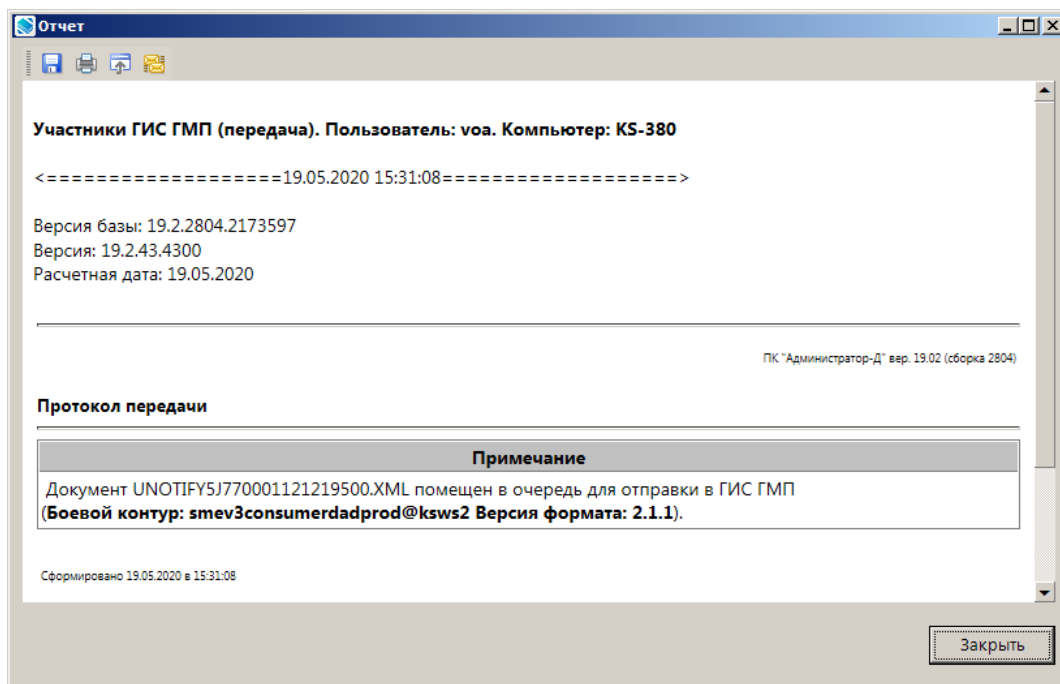 Отчет
Участники ГИС ГМП (передача). Пользователь: voa. Компьютер: KS-380
<===================19.05.2020 15:31:08===================>
Версия базы: 19.2.2804.2173597
Версия: 19.2.43.4300
Расчетная дата: 19.05.2020
ПК "Администратор-Д" вер. 19.02 (сборка 2804)
Протокол передачи
Примечание
Документ UNOTIFY5J770001121219500.XML помещен в очередь для отправки в ГИС ГМП
(Боевой контур: smev3consumerdadprod@ksws2 Версия формата: 2.1.1).
Сформировано 19.05.2020 в 15:31:08
Закрыть